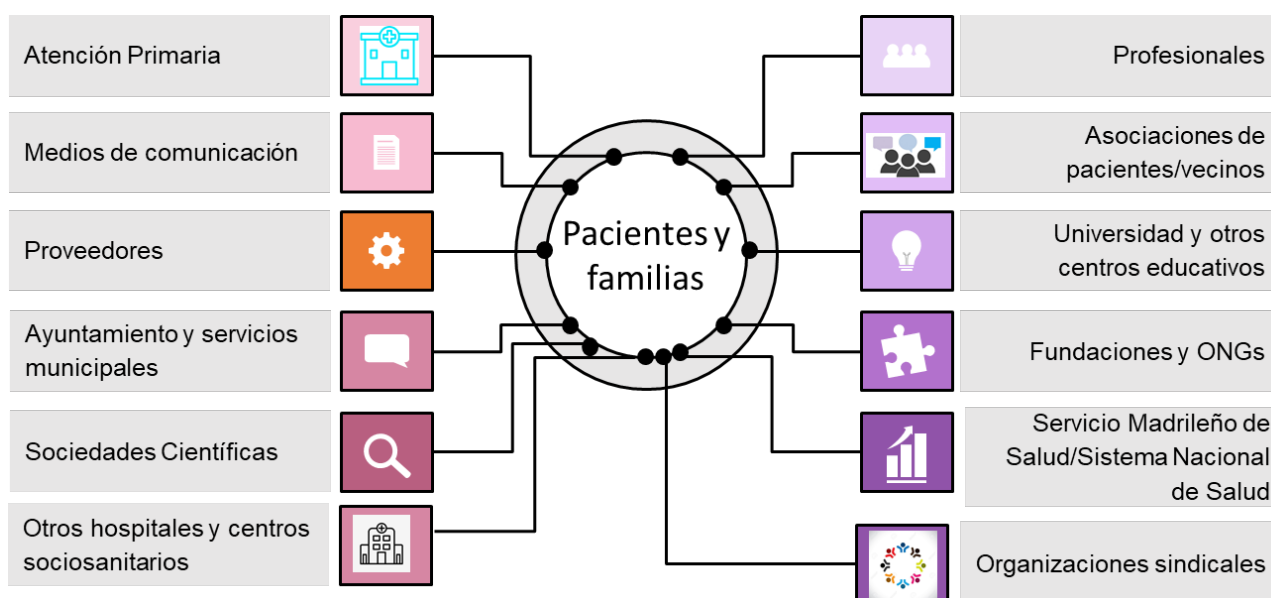 Atención Primaria
Medios de comunicación
Proveedores
Ayuntamiento y servicios
municipales
Sociedades Científicas
Otros hospitales y centros
sociosanitarios
Pacientes y
familias
Profesionales
Asociaciones de
pacientes/vecinos
Universidad y otros
centros educativos
Fundaciones y ONGs
Servicio Madrileño de
Salud/Sistema Nacional
de Salud
Organizaciones sindicales